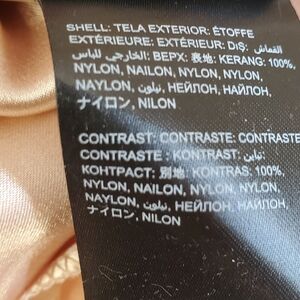 SHELL: TELA EXTERIOR: ÉTOFFE
EXTÉRIEURE: EXTÉRIEUR: DIŞ: القماش
الخارجي للباس: ВЕРХ: 表地: KERANG: 100%,
NYLON, NAILON, NYLON, NYLON,
NAYLON, نيلون, НЕЙЛОН, НАЙЛОН,
ナイロン, NILON
CONTRAST: CONTRASTE: CONTRASTE
CONTRASTE : KONTRAST: تباين:
КОНТРАСТ: 別地: KONTRAS: 100%,
NYLON, NAILON, NYLON, NYLON,
NAYLON, نيلون, НЕЙЛОН, НАЙЛОН,
ナイロン, NILON